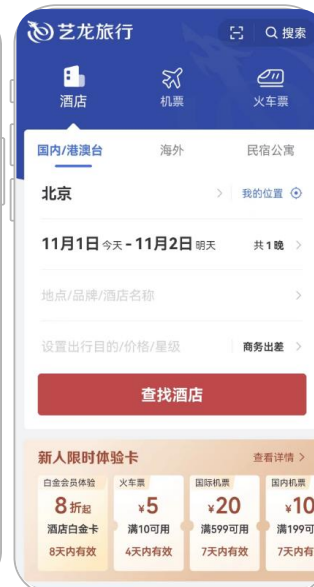 艺龙旅行
搜索
酒店 机票 火车票
国内/港澳台 海外 民宿公寓
北京 我的位置
11月1日 今天 - 11月2日 明天 共1晚
地点/品牌/酒店名称
设置出行目的/价格/星级 商务出差
查找酒店
新人限时体验卡 查看详情
白金会员体验 火车票 国际机票 国内机票
8折起 ¥5 ¥20 ¥10
酒店白金卡 满10可用 满599可用 满199可
8天内有效 4天内有效 7天内有效 7天内有